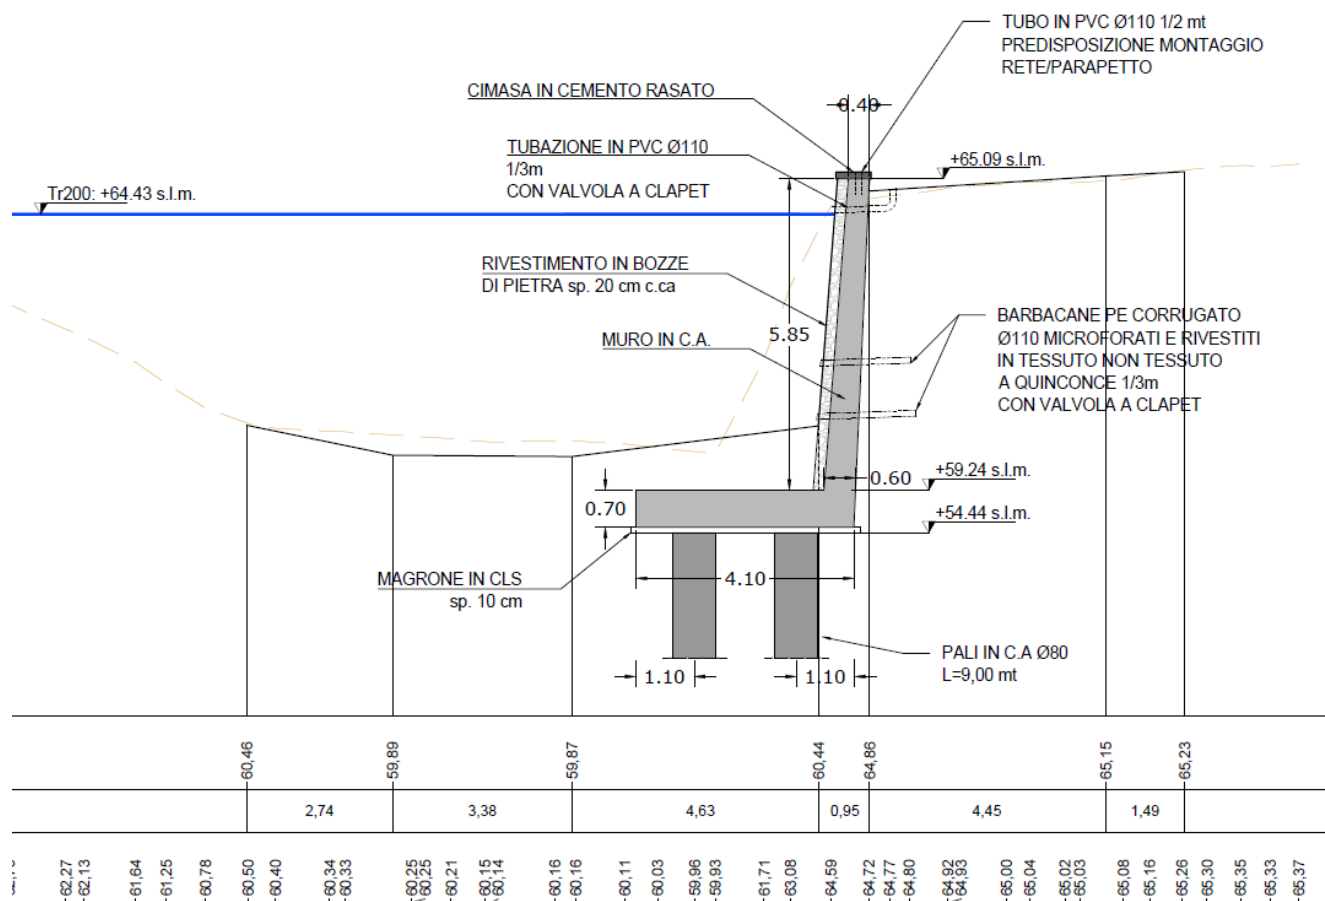 TUBO IN PVC Ø110 1/2 mt
PREDISPOSIZIONE MONTAGGIO
RETE/PARAPETTO
CIMASA IN CEMENTO RASATO
0.40
TUBAZIONE IN PVC Ø110
1/3m
CON VALVOLA A CLAPET
+65.09 s.l.m.
Tr200: +64.43 s.l.m.
RIVESTIMENTO IN BOZZE
DI PIETRA sp. 20 cm c.ca
BARBACANE PE CORRUGATO
Ø110 MICROFORATI E RIVESTITI
IN TESSUTO NON TESSUTO
A QUINCONCE 1/3m
CON VALVOLA A CLAPET
5.85
MURO IN C.A.
+59.24 s.l.m.
0.60
0.70
+54.44 s.l.m.
MAGRONE IN CLS
sp. 10 cm
4.10
PALI IN C.A Ø80
L=9,00 mt
1.10
1.10
60,46
59,89
59,87
60,44
64,86
65,15
65,23
2,74
3,38
4,63
0,95
4,45
1,49
62,27
62,13
61,64
61,25
60,78
60,50
60,40
60,34
60,33
60,25
60,25
60,21
60,15
60,14
60,16
60,16
60,11
60,03
59,96
59,93
61,71
63,08
64,59
64,72
64,77
64,80
64,92
64,93
65,00
65,04
65,02
65,03
65,08
65,16
65,26
65,30
65,35
65,33
65,37